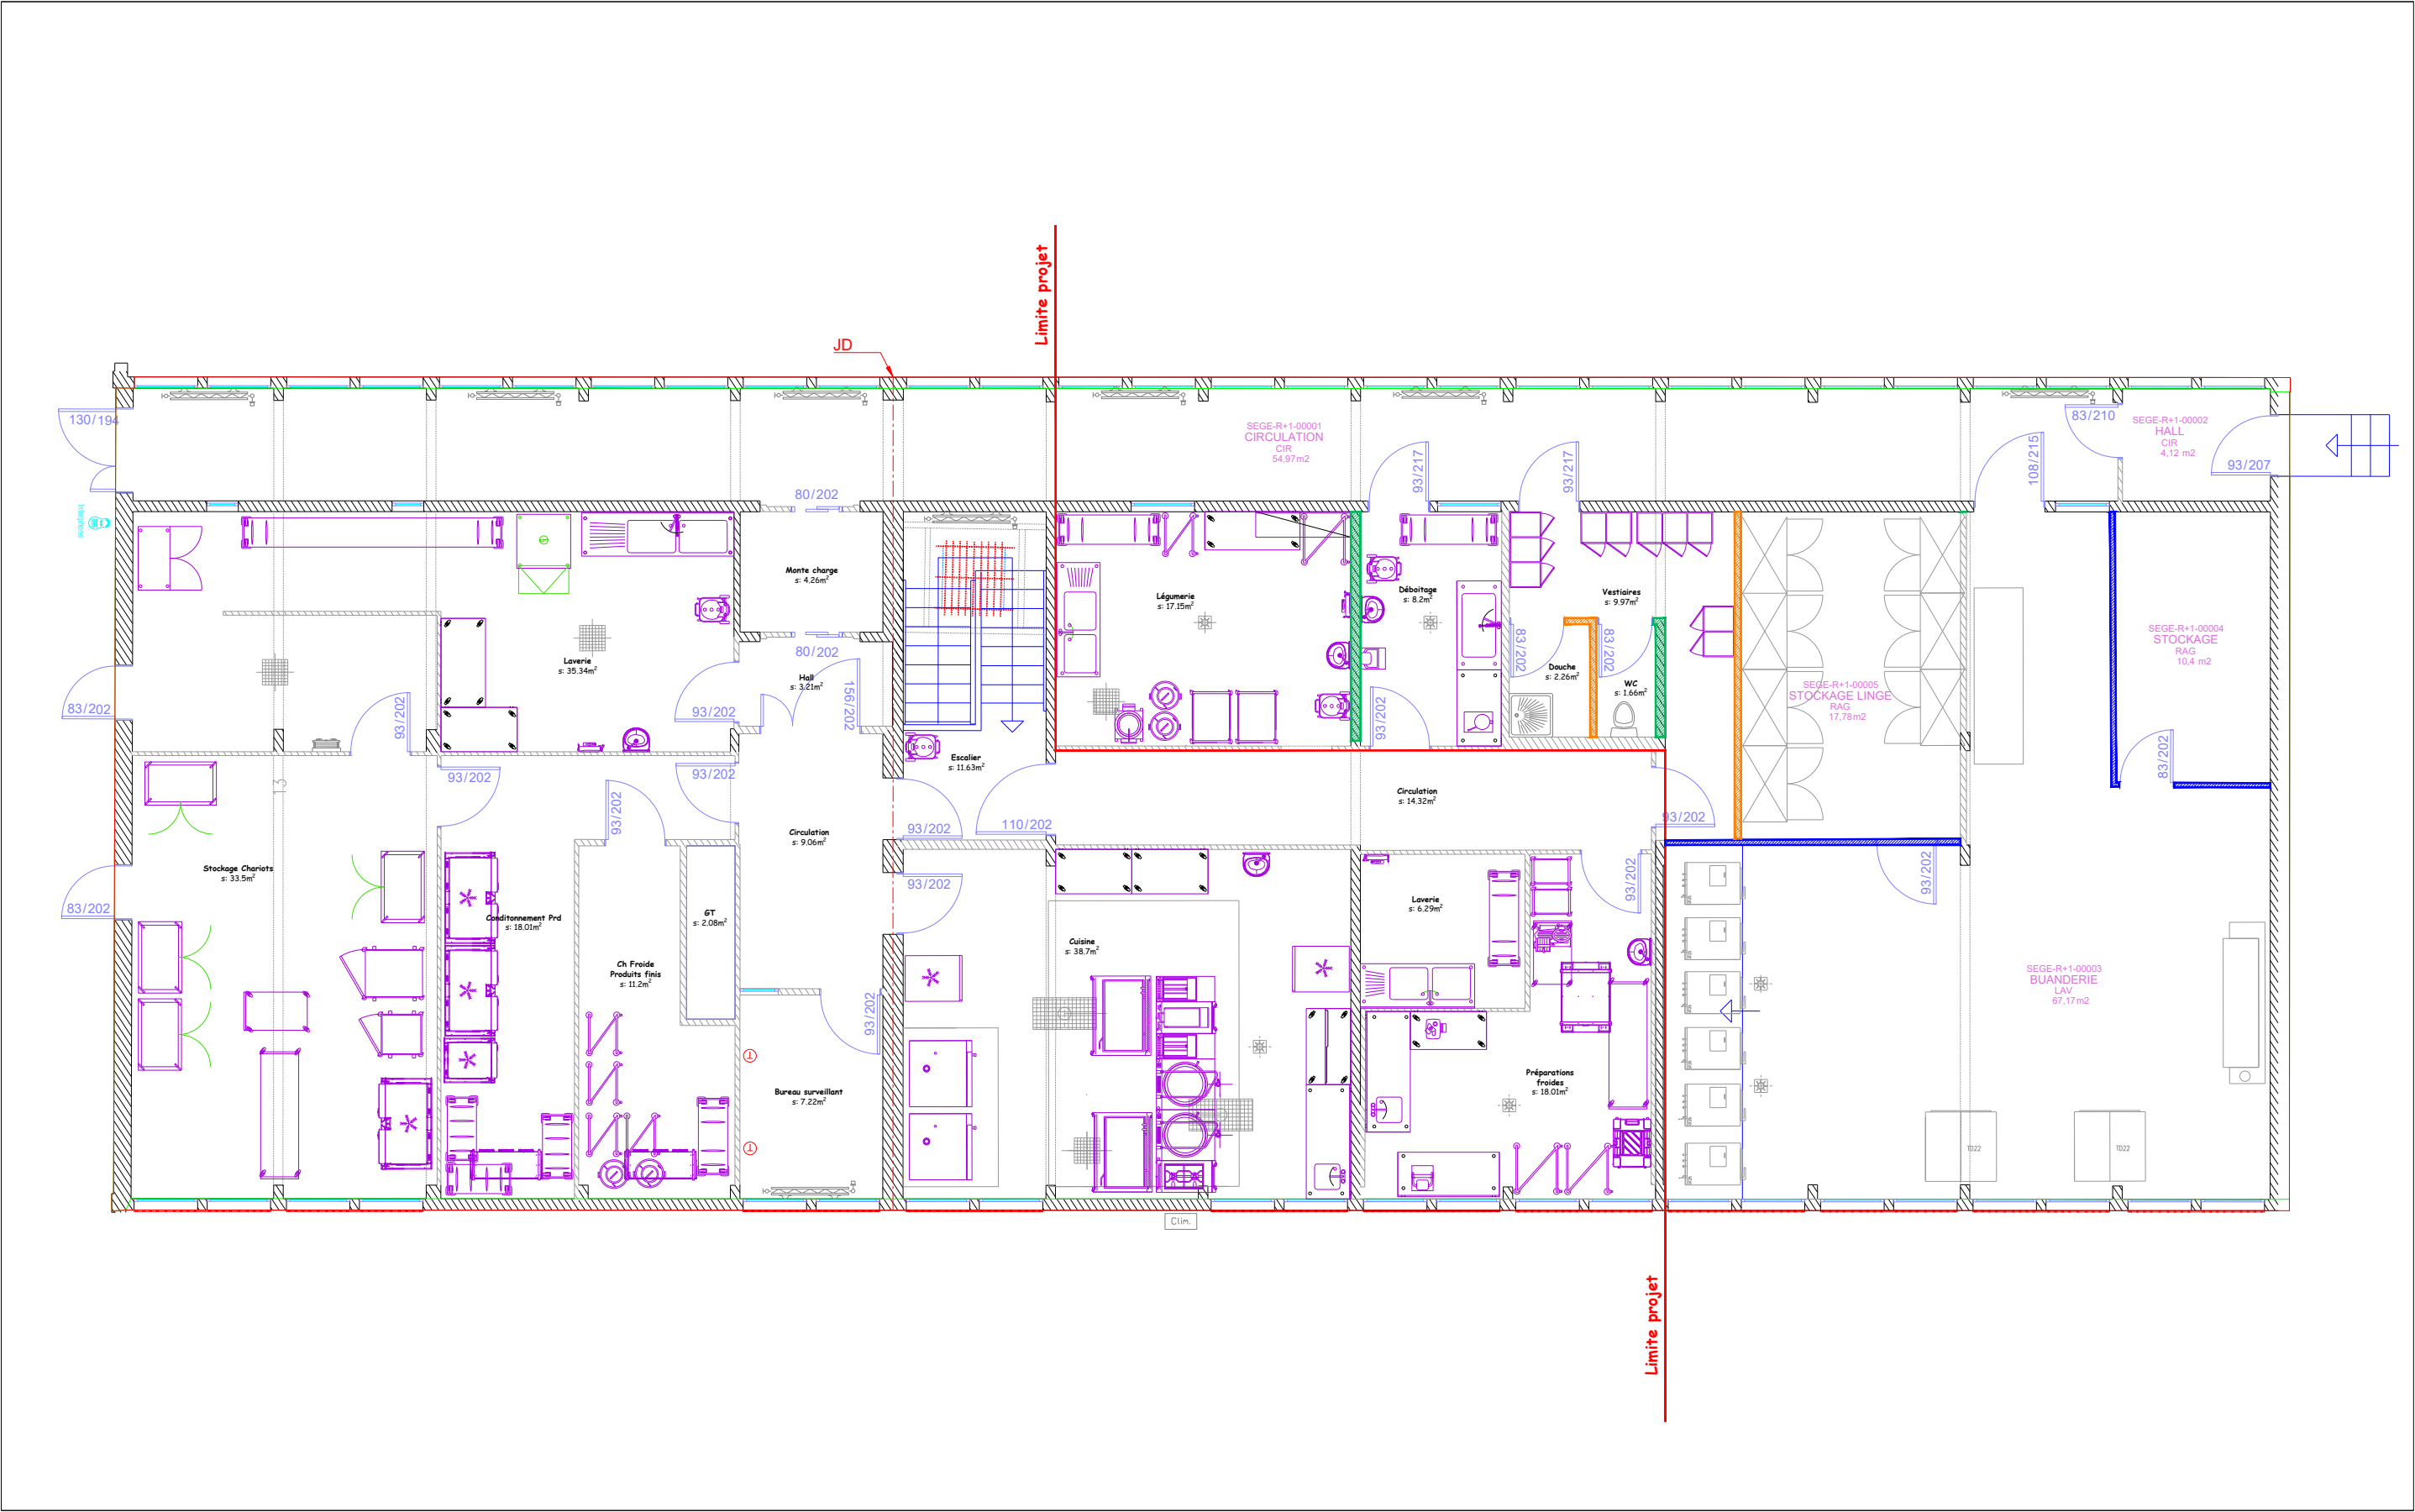 Limite projet
JD
130/194
SEGE-R+1-00001
CIRCULATION
CIR
54,97m2
93/217
93/217
108/215
83/210
SEGE-R+1-00002
HALL
CIR
4,12 m2
93/207
Interphone
80/202
Monte charge
s: 4.26m²
80/202
Hall
s: 3.21m²
156/202
Laverie
s: 35.34m²
93/202
93/202
83/202
Légumerie
s: 17.15m²
Déboitage
s: 8.2m²
Vestiaires
s: 9.97m²
83/202
83/202
Douche
s: 2.26m²
WC
s: 1.66m²
93/202
SEGE-R+1-00005
STOCKAGE LINGE
RAG
17,78m2
SEGE-R+1-00004
STOCKAGE
RAG
10,4 m2
83/202
13
93/202
93/202
93/202
Escalier
s: 11.63m²
Circulation
s: 14.32m²
93/202
110/202
93/202
Circulation
s: 9.06m²
Stockage Chariots
s: 33.5m²
83/202
93/202
93/202
93/202
Conditonnement Prd
s: 18.01m²
GT
s: 2.08m²
Laverie
s: 6.29m²
Cuisine
s: 38.7m²
Ch Froide
Produits finis
s: 11.2m²
93/202
SEGE-R+1-00003
BUANDERIE
LAV
67,17m2
Bureau surveillant
s: 7.22m²
Préparations
froides
s: 18.01m²
T
T
TD22
TD22
Clim.
Limite projet